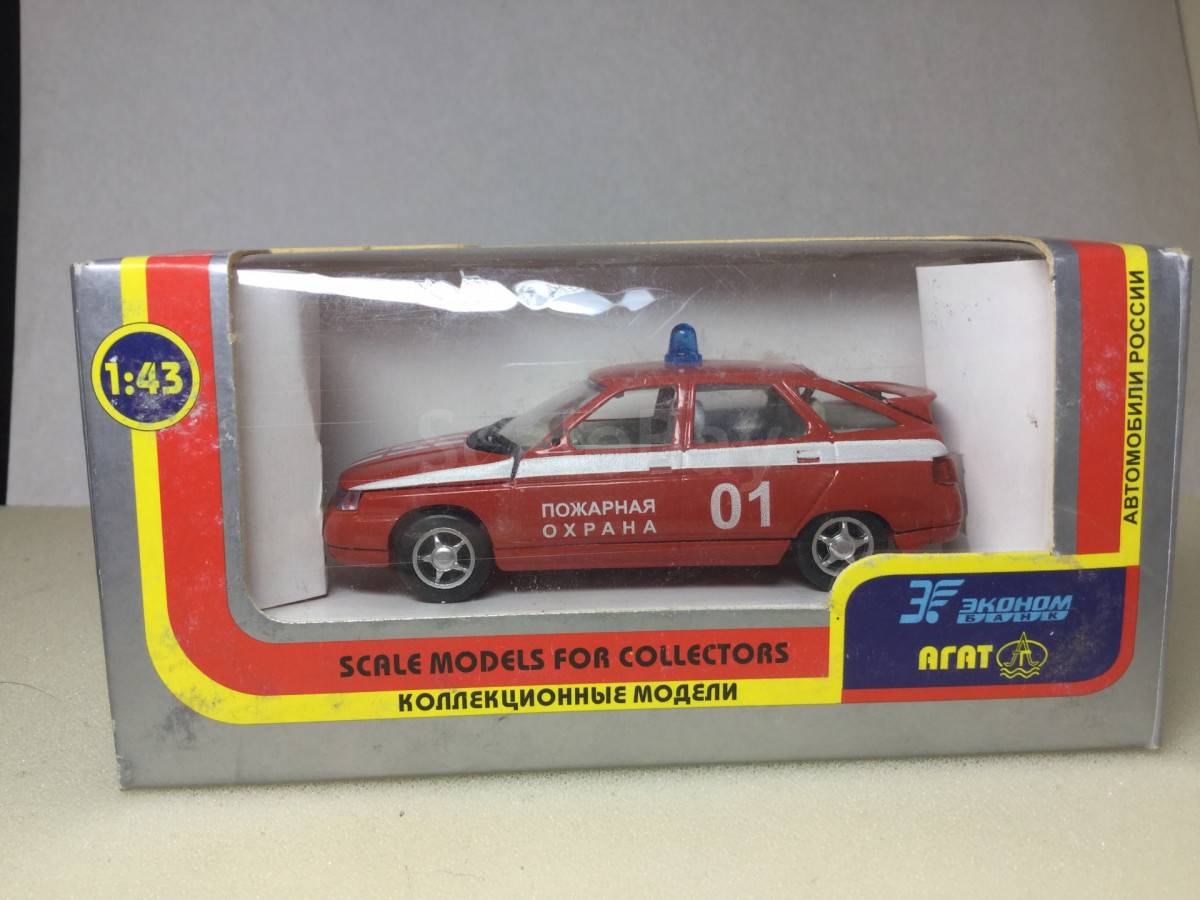 1:43
АВТОМОБИЛИ РОССИИ
ПОЖАРНАЯ
ОХРАНА
01
ЭКОНОМ
БАНК
АГАТ
SCALE MODELS FOR COLLECTORS
КОЛЛЕКЦИОННЫЕ МОДЕЛИ